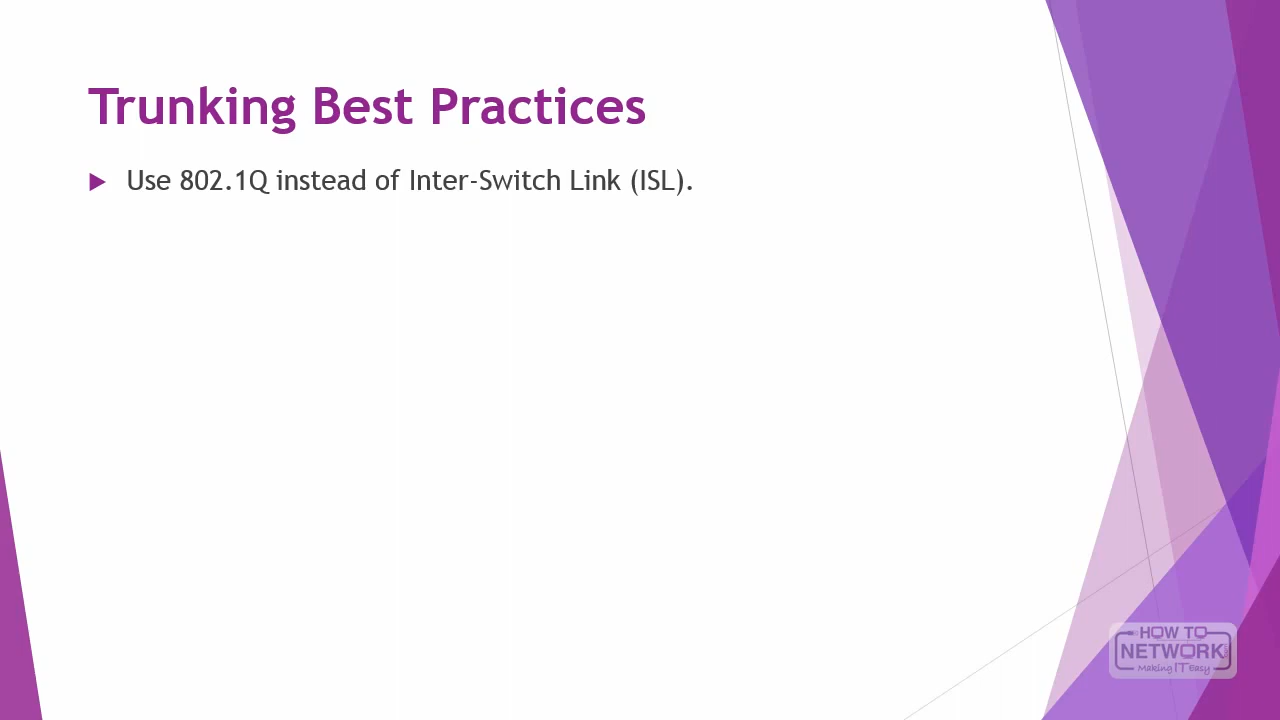 Trunking Best Practices
Use 802.1Q instead of Inter-Switch Link (ISL).
HOW TO
NETWORK
Making IT Easy